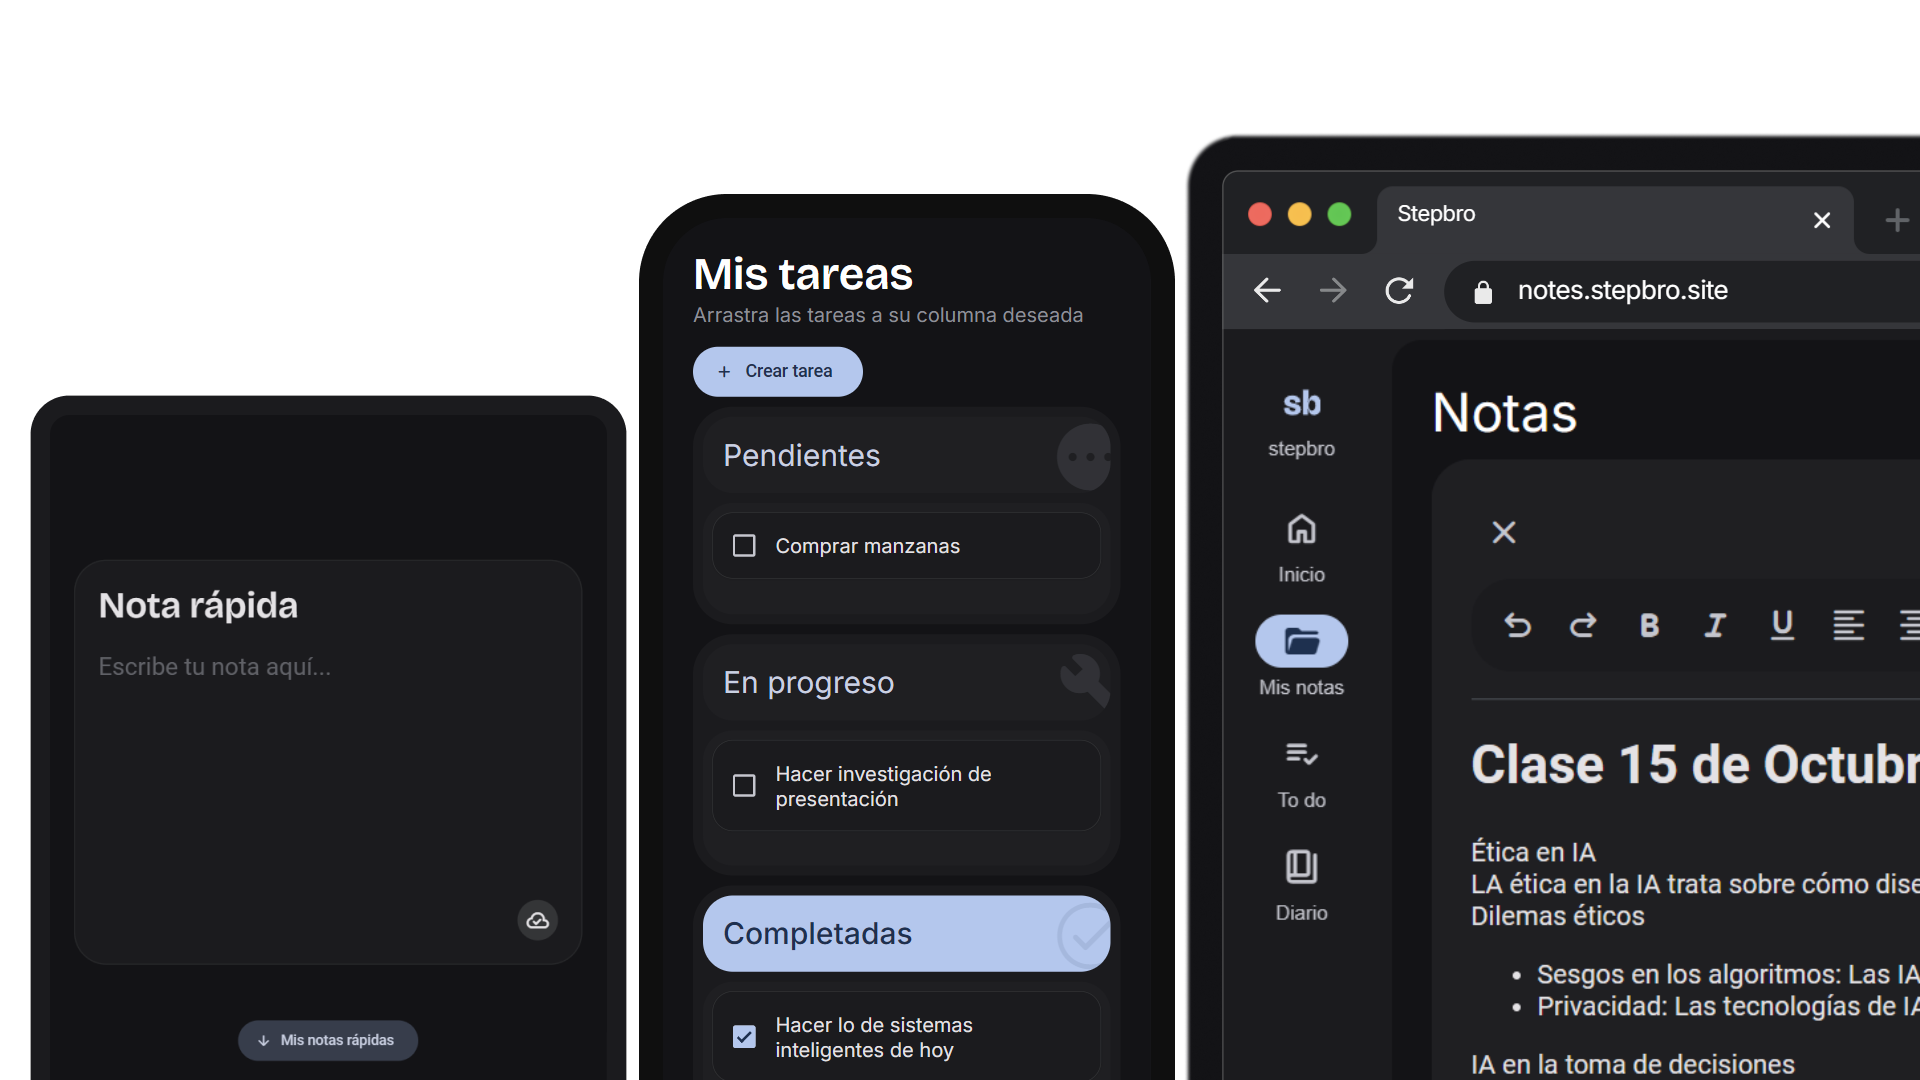 Nota rápida
Escribe tu nota aquí...
Mis notas rápidas
Mis tareas
Arrastra las tareas a su columna deseada
+ Crear tarea
Pendientes
Comprar manzanas
En progreso
Hacer investigación de
presentación
Completadas
Hacer lo de sistemas
inteligentes de hoy
Stepbro
notes.stepbro.site
sb
stepbro
Inicio
Mis notas
To do
Diario
Notas
B I U
Clase 15 de Octubr
Ética en IA
LA ética en la IA trata sobre cómo dise
Dilemas éticos
• Sesgos en los algoritmos: Las IA
• Privacidad: Las tecnologías de IA
IA en la toma de decisiones